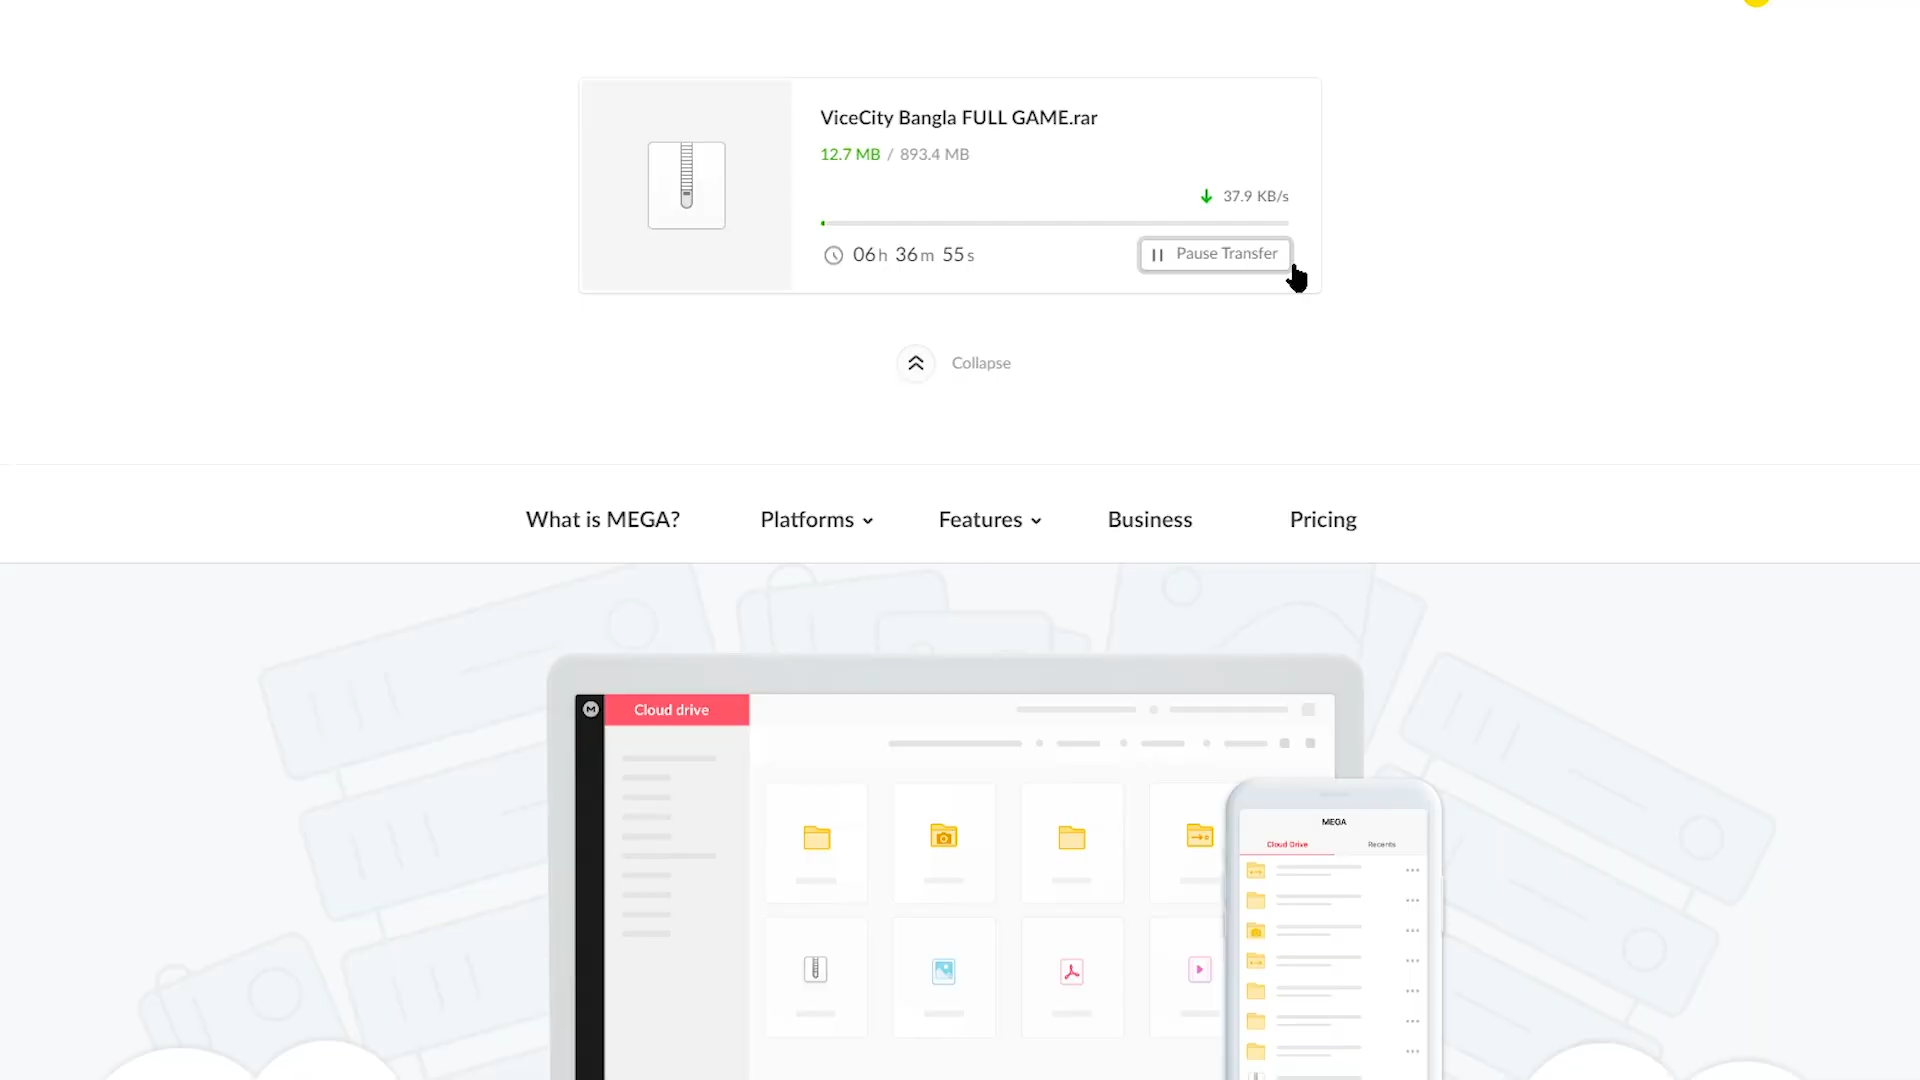 ViceCity Bangla FULL GAME.rar
12.7 MB / 893.4 MB
37.9 KB/s
06h 36m 55s
Pause Transfer
Collapse
What is MEGA?
Platforms
Features
Business
Pricing
M
Cloud drive
MEGA
Cloud Drive
Recents